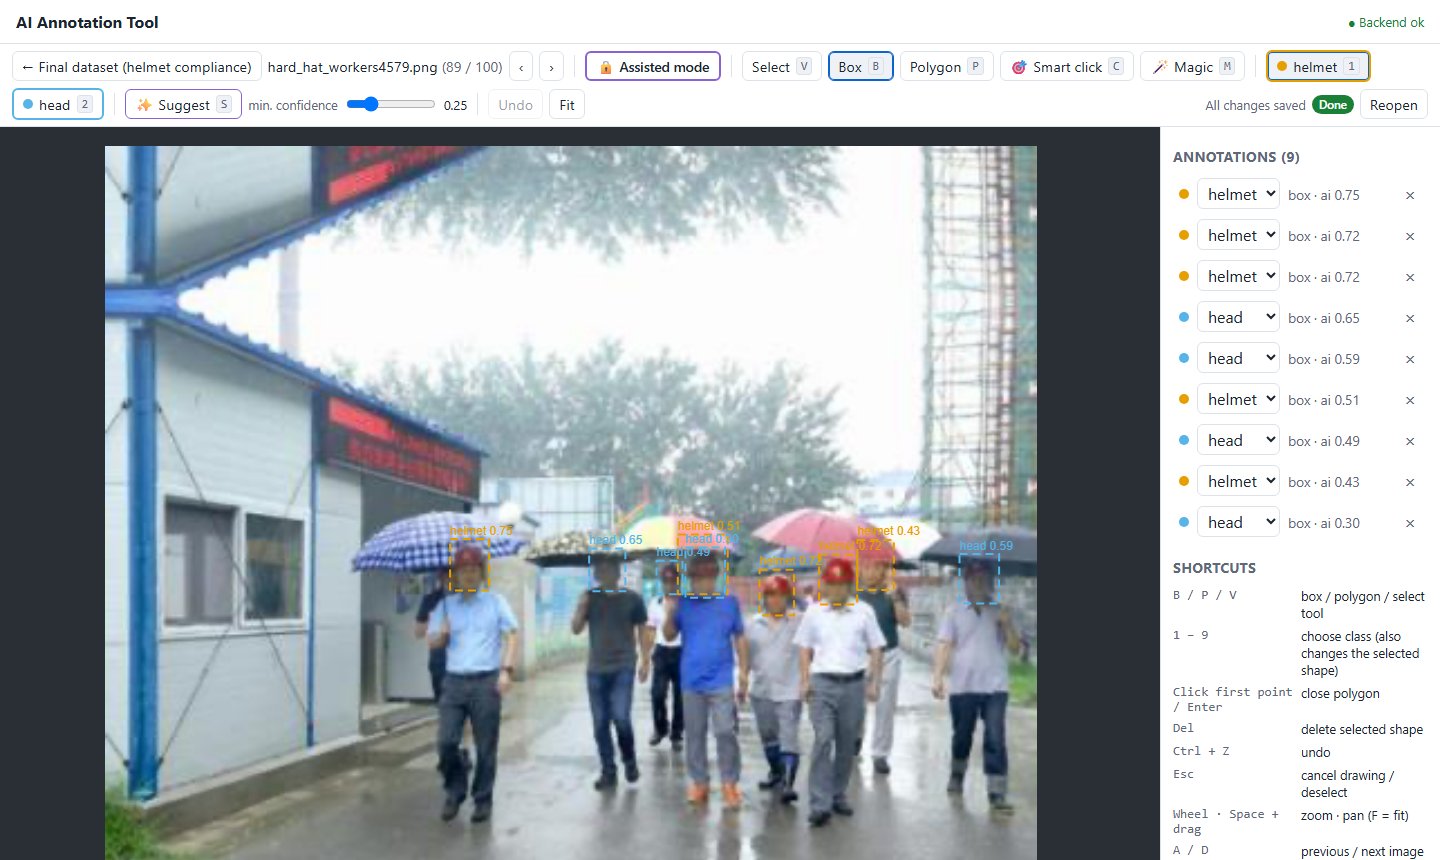 AI Annotation Tool
● Backend ok
← Final dataset (helmet compliance)
hard_hat_workers4579.png (89 / 100)
‹
›
Assisted mode
Select V
Box B
Polygon P
Smart click C
Magic M
helmet 1
head 2
Suggest S
min. confidence
0.25
Undo
Fit
All changes saved
Done
Reopen
helmet 0.75
head 0.65
helmet 0.51
head 0.49
helmet 0.43
head 0.59
ANNOTATIONS (9)
helmet box · ai 0.75 ×
helmet box · ai 0.72 ×
helmet box · ai 0.72 ×
head box · ai 0.65 ×
head box · ai 0.59 ×
helmet box · ai 0.51 ×
head box · ai 0.49 ×
helmet box · ai 0.43 ×
head box · ai 0.30 ×
SHORTCUTS
B / P / V box / polygon / select
tool
1 – 9 choose class (also
changes the selected
shape)
Click first point close polygon
/ Enter
Del delete selected shape
Ctrl + Z undo
Esc cancel drawing /
deselect
Wheel · Space + zoom · pan (F = fit)
drag
A / D previous / next image